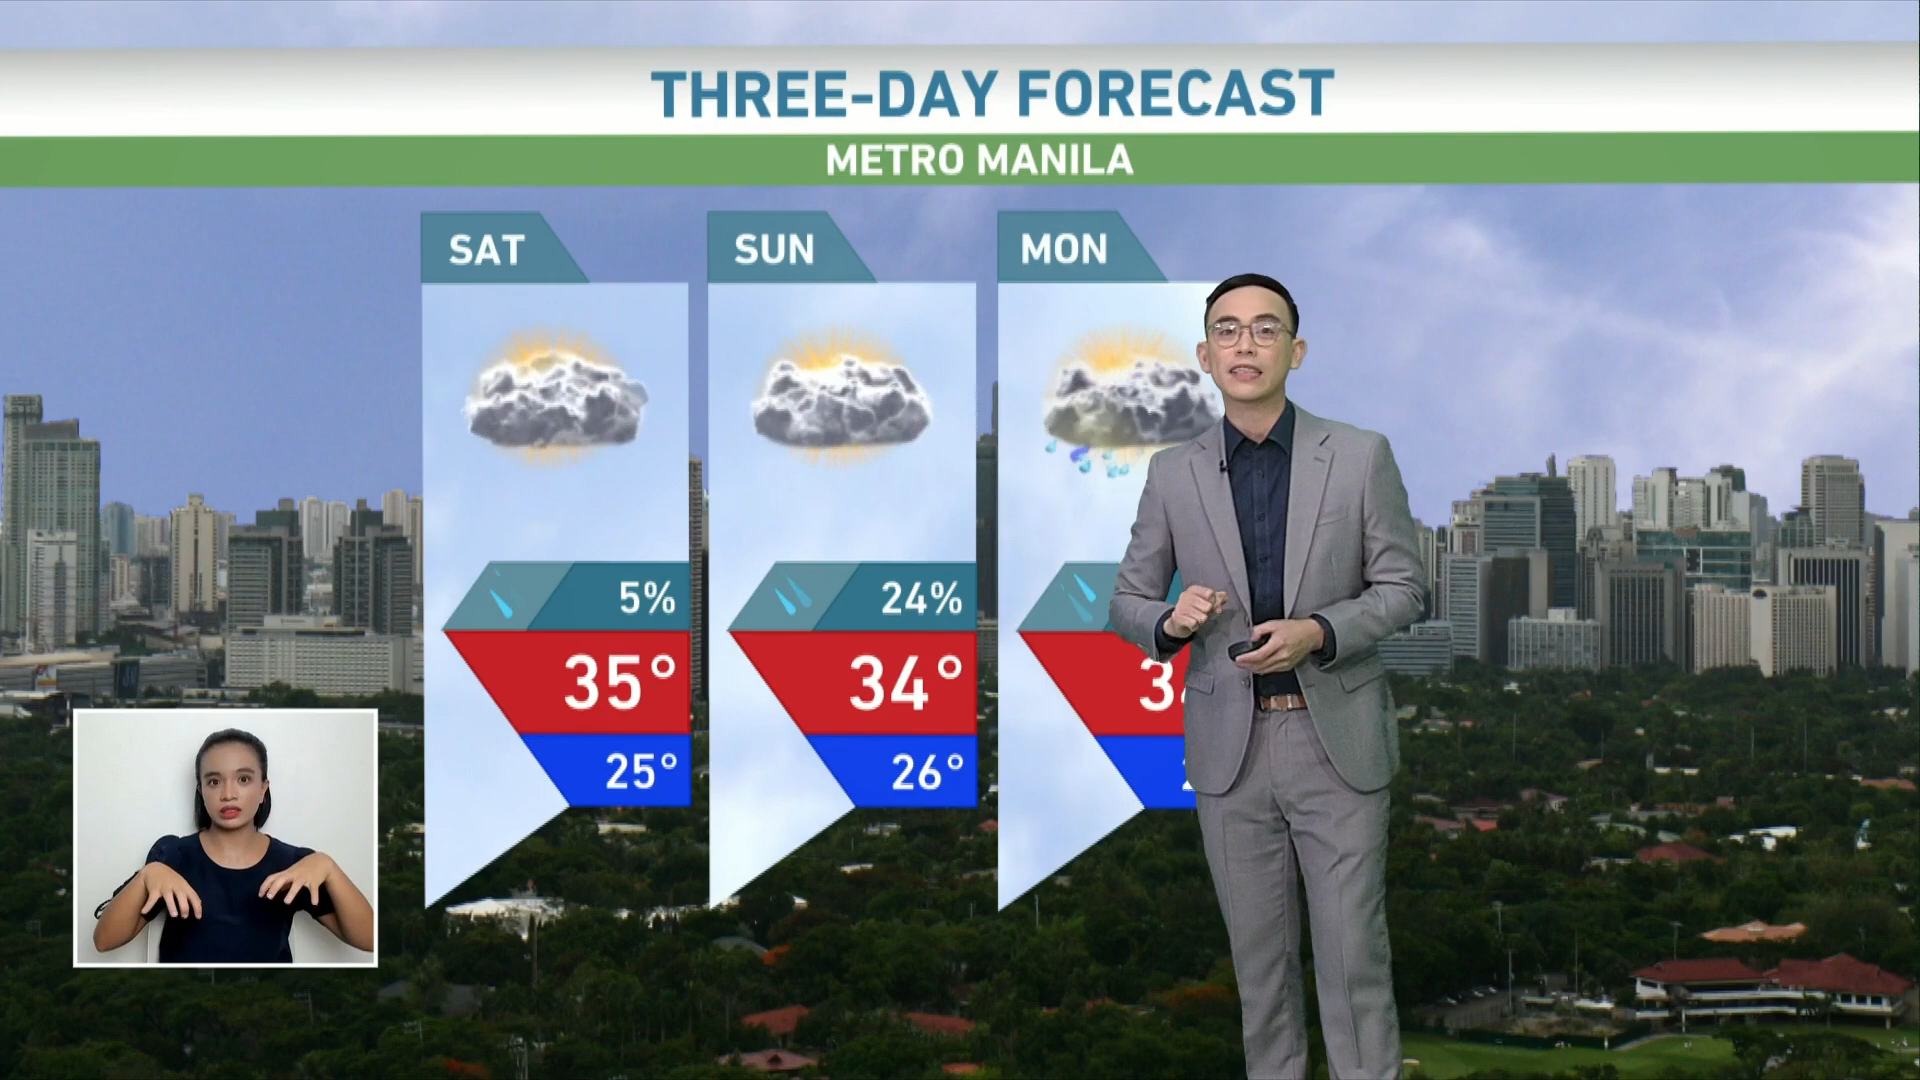 THREE-DAY FORECAST
METRO MANILA
SAT
SUN
MON
5%
24%
35°
34°
25°
26°